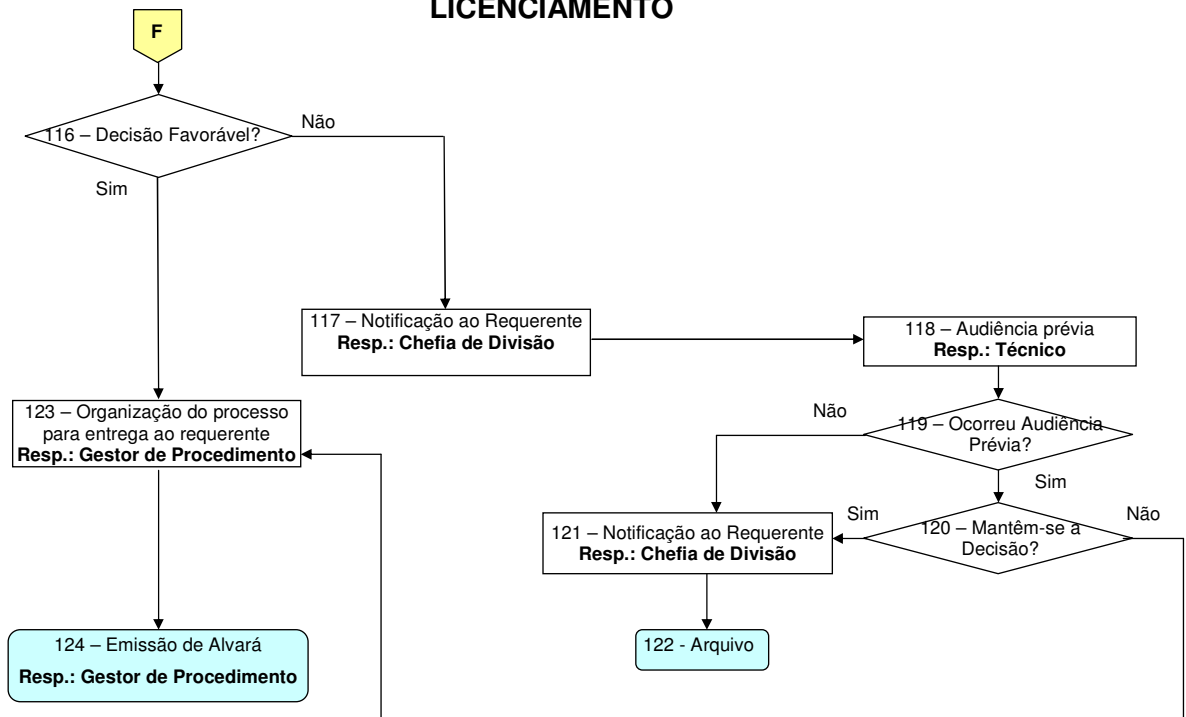 LICENCIAMENTO
F
116 – Decisão Favorável?
Não
Sim
117 – Notificação ao Requerente
Resp.: Chefia de Divisão
118 – Audiência prévia
Resp.: Técnico
123 – Organização do processo
para entrega ao requerente
Resp.: Gestor de Procedimento
Não
119 – Ocorreu Audiência
Prévia?
Sim
121 – Notificação ao Requerente
Resp.: Chefia de Divisão
Sim
120 – Mantêm-se a
Decisão?
Não
124 – Emissão de Alvará
Resp.: Gestor de Procedimento
122 - Arquivo